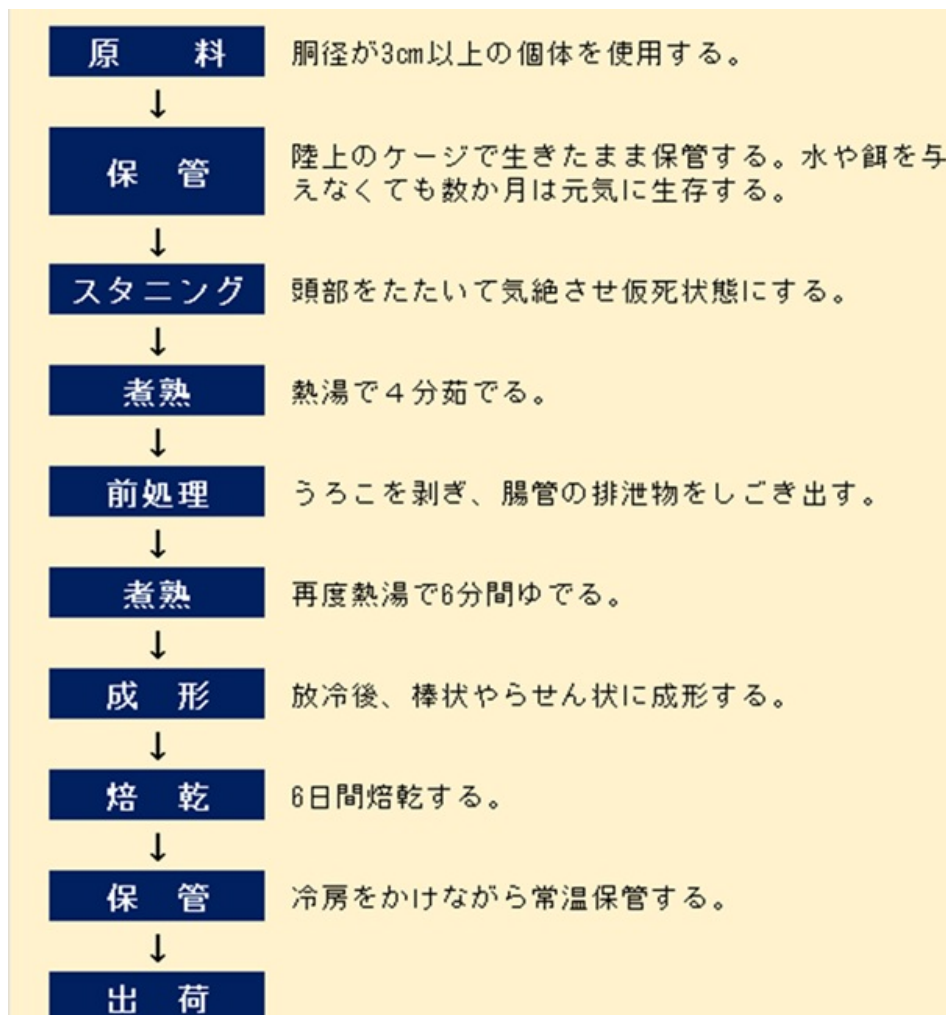 原 料 胴径が3cm以上の個体を使用する。
↓
保 管 陸上のケージで生きたまま保管する。水や餌を与
えなくても数か月は元気に生存する。
↓
スタニング 頭部をたたいて気絶させ仮死状態にする。
↓
煮熟 熱湯で４分茹でる。
↓
前処理 うろこを剥ぎ、腸管の排泄物をしごき出す。
↓
煮熟 再度熱湯で6分間ゆでる。
↓
成 形 放冷後、棒状やらせん状に成形する。
↓
焙 乾 6日間焙乾する。
↓
保 管 冷房をかけながら常温保管する。
↓
出 荷